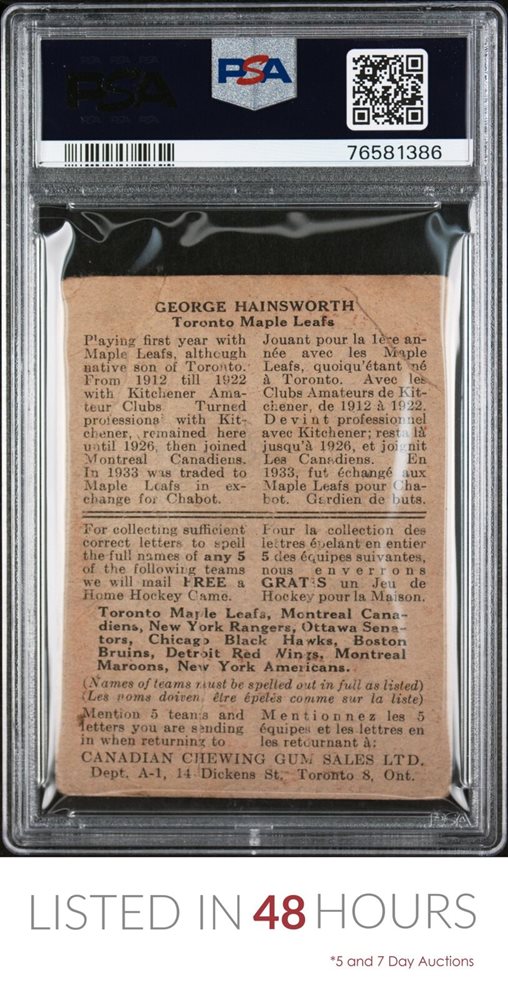 PSA
76581386
GEORGE HAINSWORTH
Toronto Maple Leafs
Playing first year with
Maple Leafs, although
native son of Toronto.
From 1912 till 1922
with Kitchener Ama-
teur Clubs. Turned
professional with Kit-
chener, remained here
until 1926, then joined
Montreal Canadiens.
In 1933 was traded to
Maple Leafs in ex-
change for Chabot.
Jouant pour la 1ère an-
née avec les Maple
Leafs, quoiqu'étant né
à Toronto. Avec les
Clubs Amateurs de Kit-
chener, de 1912 à 1922.
Devint professionnel
avec Kitchener; resta là
jusqu'à 1926, et joignit
Les Canadiens. En
1933, fut échangé aux
Maple Leafs pour Cha-
bot. Gardien de buts.
For collecting sufficient
correct letters to spell
the full names of any 5
of the following teams
we will mail FREE a
Home Hockey Game.
Pour la collection des
lettres épelant en entier
5 des équipes suivantes,
nous enverrons
GRATIS un Jeu de
Hockey pour la Maison.
Toronto Maple Leafs, Montreal Cana-
diens, New York Rangers, Ottawa Sena-
tors, Chicago Black Hawks, Boston
Bruins, Detroit Red Wings, Montreal
Maroons, New York Americans.
(Names of teams must be spelled out in full as listed)
(Les noms doivent être épelés comme sur la liste)
Mention 5 teams and
letters you are sending
in when returning to
Mentionnez les 5
équipes et les lettres en
les retournant à:
CANADIAN CHEWING GUM SALES LTD.
Dept. A-1, 14 Dickens St., Toronto 8, Ont.
PSA
LISTED IN 48 HOURS
*5 and 7 Day Auctions